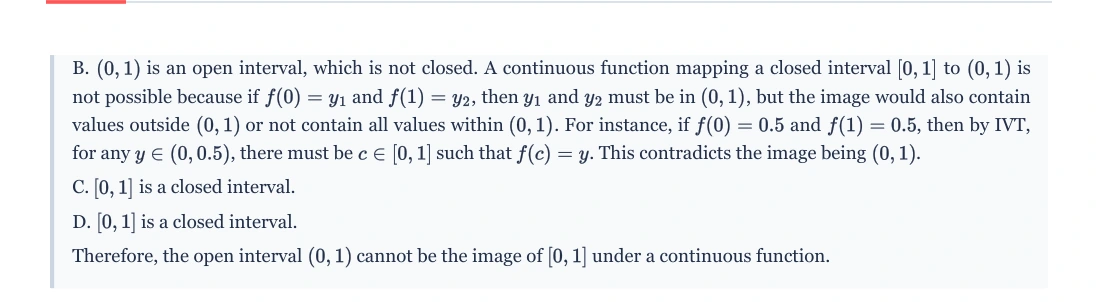 B. (0, 1) is an open interval, which is not closed. A continuous function mapping a closed interval [0, 1] to (0, 1) is
not possible because if f(0) = y₁ and f(1) = y₂, then y₁ and y₂ must be in (0, 1), but the image would also contain
values outside (0, 1) or not contain all values within (0, 1). For instance, if f(0) = 0.5 and f(1) = 0.5, then by IVT,
for any y ∈ (0, 0.5), there must be c ∈ [0, 1] such that f(c) = y. This contradicts the image being (0, 1).
C. [0, 1] is a closed interval.
D. [0, 1] is a closed interval.
Therefore, the open interval (0, 1) cannot be the image of [0, 1] under a continuous function.